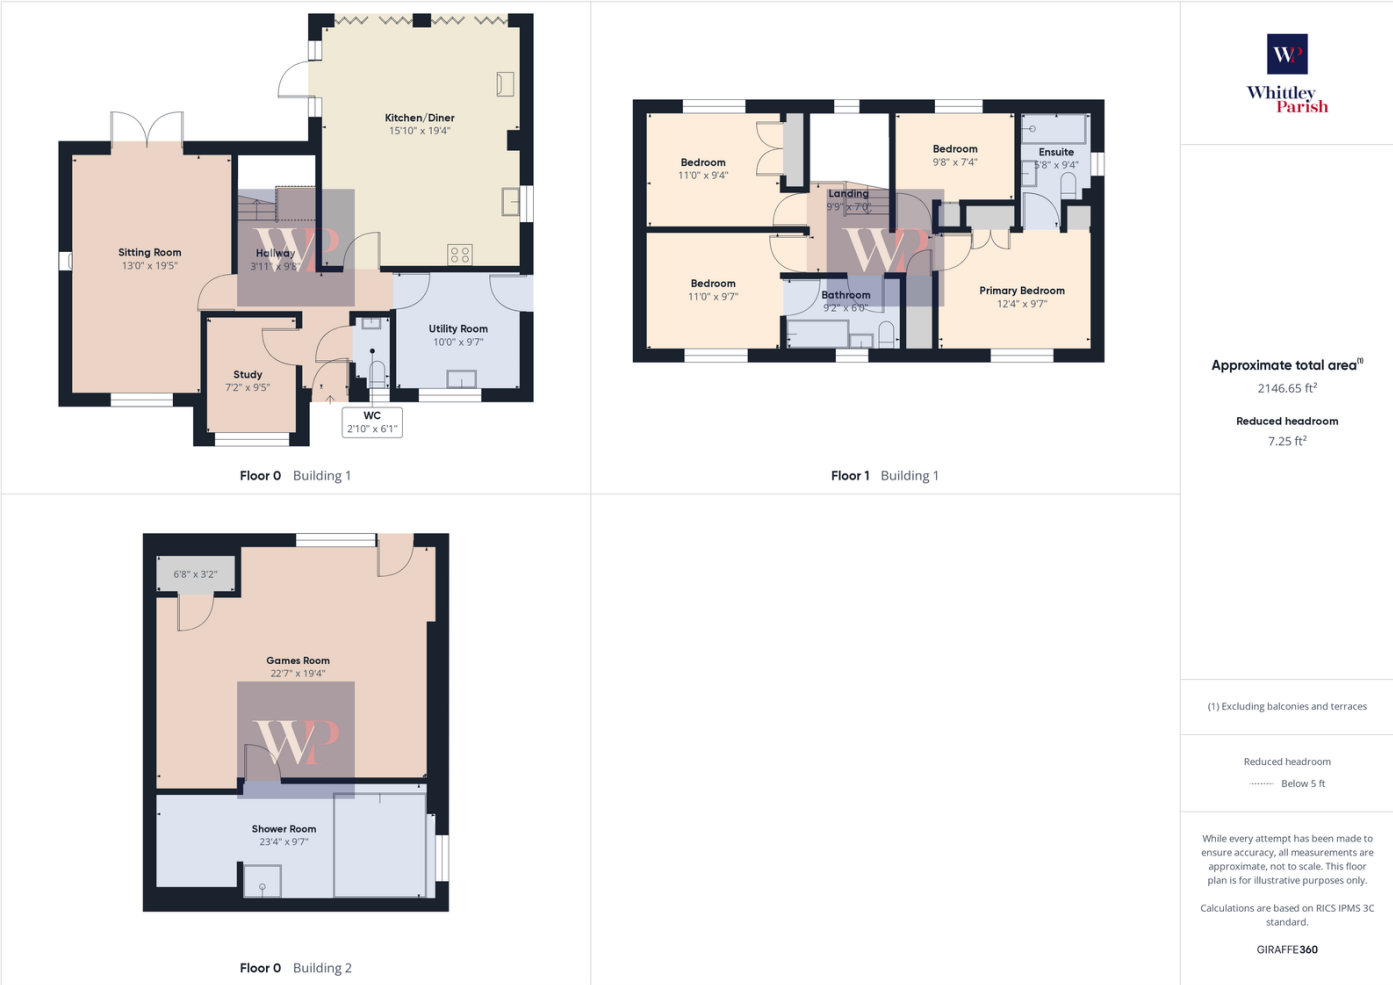 Kitchen/Diner
15'10" x 19'4"
Sitting Room
13'0" x 19'5"
Hallway
3'11" x 9'8"
WP
Utility Room
10'0" x 9'7"
Study
7'2" x 9'5"
WC
2'10" x 6'1"
Floor 0 Building 1
Bedroom
11'0" x 9'4"
Bedroom
9'8" x 7'4"
Ensuite
5'8" x 9'4"
Landing
9'9" x 7'0"
WP
Bedroom
11'0" x 9'7"
Bathroom
9'2" x 6'0"
Primary Bedroom
12'4" x 9'7"
Floor 1 Building 1
6'8" x 3'2"
Games Room
22'7" x 19'4"
WP
Shower Room
23'4" x 9'7"
Floor 0 Building 2
WP
Whittley
Parish
Approximate total area(1)
2146.65 ft²
Reduced headroom
7.25 ft²
(1) Excluding balconies and terraces
Reduced headroom
Below 5 ft
While every attempt has been made to
ensure accuracy, all measurements are
approximate, not to scale. This floor
plan is for illustrative purposes only.
Calculations are based on RICS IPMS 3C
standard.
GIRAFFE360